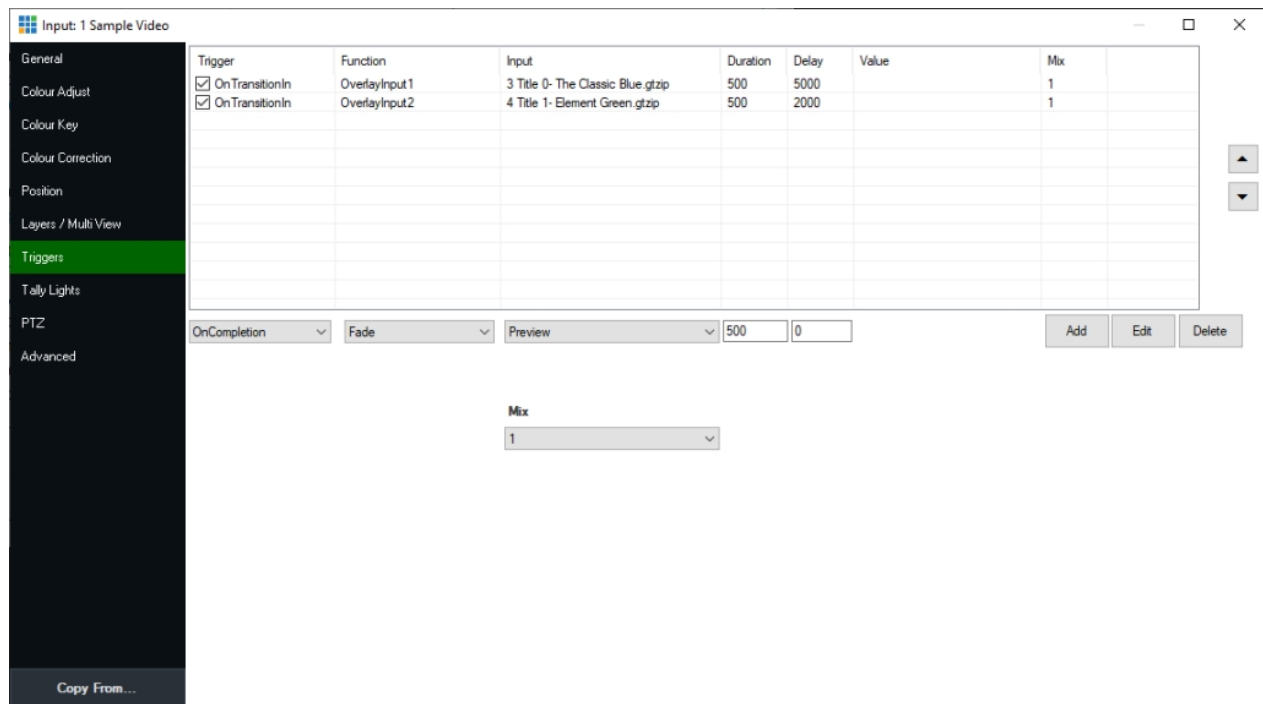 Input: 1 Sample Video
General
Colour Adjust
Colour Key
Colour Correction
Position
Layers / Multi View
Triggers
Tally Lights
PTZ
Advanced
Copy From...
Trigger Function Input Duration Delay Value Mix
OnTransitionIn OverlayInput1 3 Title 0- The Classic Blue.gtzip 500 5000 1
OnTransitionIn OverlayInput2 4 Title 1- Element Green.gtzip 500 2000 1
OnCompletion Fade Preview 500 0 Add Edit Delete
Mix
1